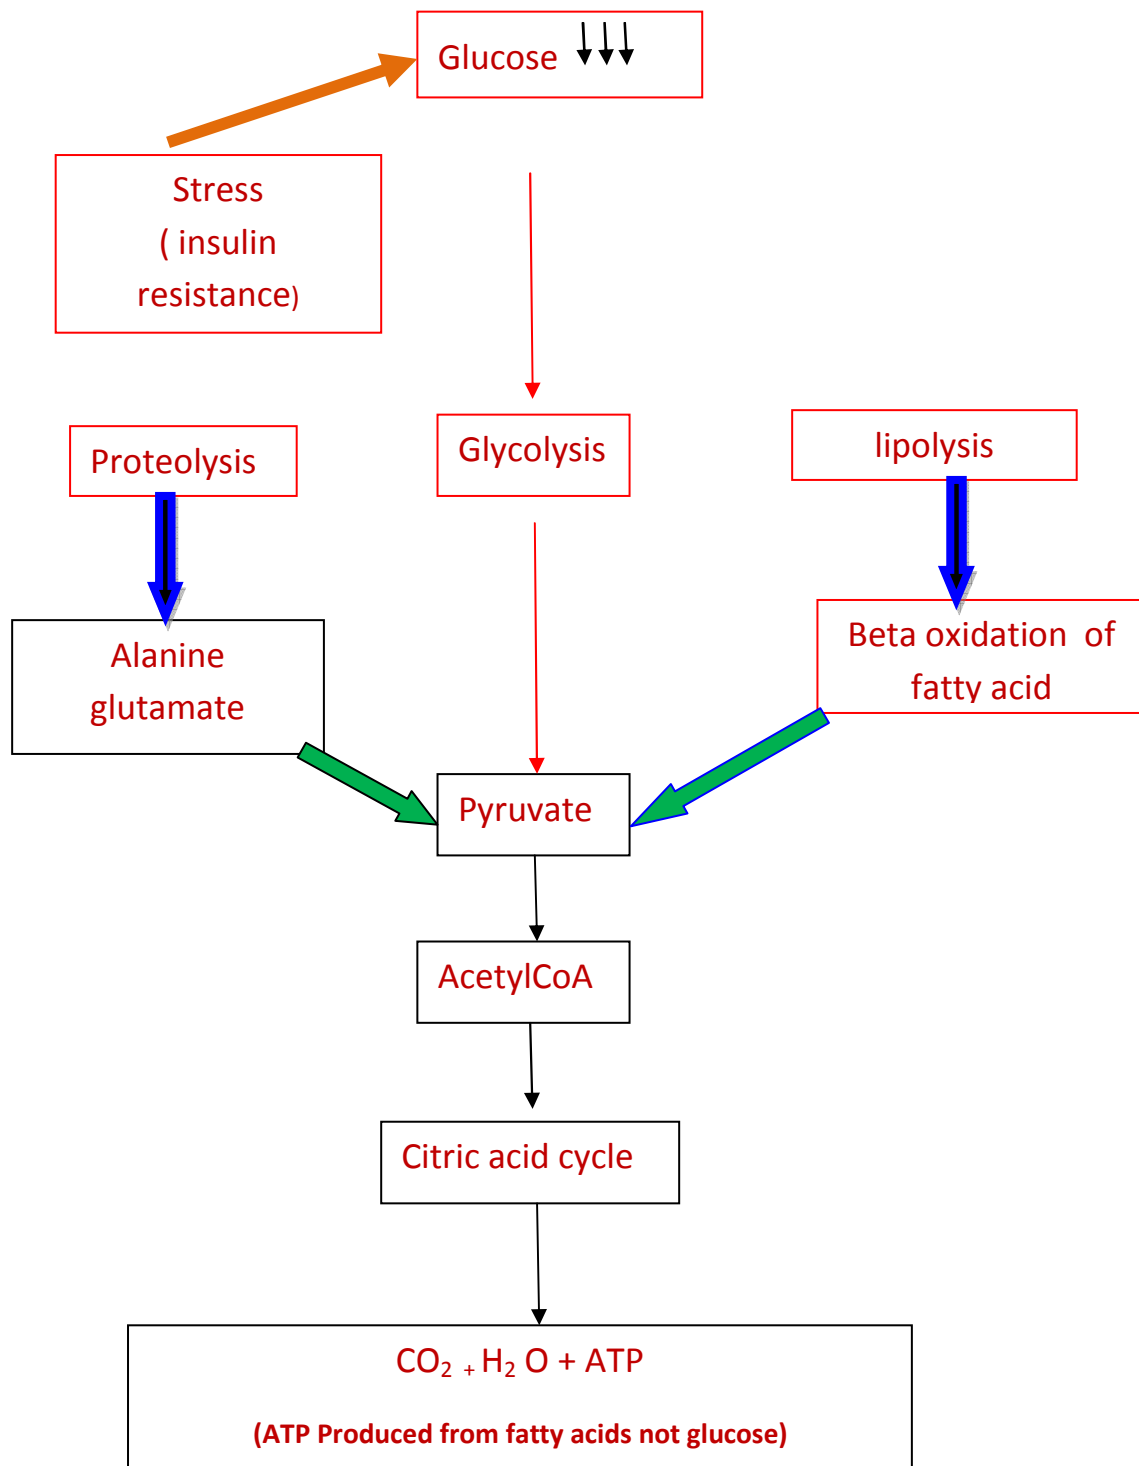 Glucose
Stress
( insulin
resistance)
Proteolysis
Glycolysis
lipolysis
Alanine
glutamate
Beta oxidation of
fatty acid
Pyruvate
AcetylCoA
Citric acid cycle
CO₂ + H₂ O + ATP
(ATP Produced from fatty acids not glucose)